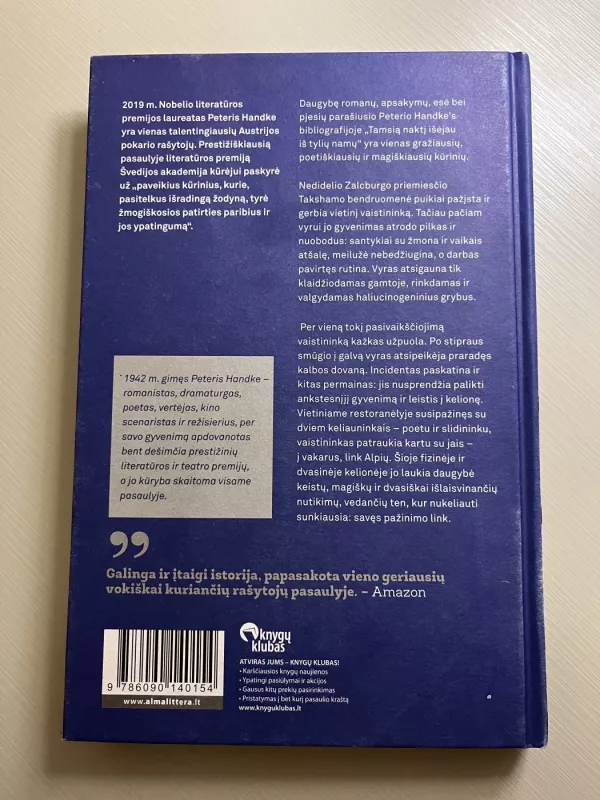 2019 m. Nobelio literatūros
premijos laureatas Peteris Handke
yra vienas talentingiausių Austrijos
pokario rašytojų. Prestižiškiausią
pasaulyje literatūros premiją
Švedijos akademija kūrėjui paskyrė
už „paveikius kūrinius, kurie,
pasitelkus išradingą žodyną, tyrė
žmogiškosios patirties paribius ir
jos ypatingumą“.
1942 m. gimęs Peteris Handke –
romanistas, dramaturgas,
poetas, vertėjas, kino
scenaristas ir režisierius, per
savo gyvenimą apdovanotas
bent dešimčia prestižinių
literatūros ir teatro premijų,
o jo kūryba skaitoma visame
pasaulyje.
Daugybę romanų, apsakymų, esė bei
pjesių parašiusio Peterio Handke's
bibliografijoje „Tamsią naktį išėjau
iš tylių namų“ yra vienas gražiausių,
poetiškiausių ir magiškiausių kūrinių.
Nedidelio Zalcburgo priemiesčio
Takshamo bendruomenė puikiai pažįsta ir
gerbia vietinį vaistininką. Tačiau pačiam
vyrui jo gyvenimas atrodo pilkas ir
nuobodus: santykiai su žmona ir vaikais
atšalę, meilužė nebedžiugina, o darbas
pavirtęs rutina. Vyras atsigauna tik
klaidžiodamas gamtoje, rinkdamas ir
valgydamas haliucinogeninius grybus.
Per vieną tokį pasivaikščiojimą
vaistininką kažkas užpuola. Po stipraus
smūgio į galvą vyras atsipeikėja praradęs
kalbos dovaną. Incidentas paskatina ir
kitas permainas: jis nusprendžia palikti
ankstesnįjį gyvenimą ir leistis į kelionę.
Vietiniame restoranėlyje susipažinęs su
dviem keliauninkais – poetu ir slidininku,
vaistininkas patraukia kartu su jais –
į vakarus, link Alpių. Šioje fizinėje ir
dvasinėje kelionėje jo laukia daugybė
keistų, magiškų ir dvasiškai išlaisvinančių
nutikimų, vedančių ten, kur nukeliauti
sunkiausia: savęs pažinimo link.
”
Galinga ir įtaigi istorija, papasakota vieno geriausių
vokiškai kuriančių rašytojų pasaulyje. – Amazon
9 786090 140154
www.almalittera.lt
knygų
klubas
ATVIRAS JUMS – KNYGŲ KLUBAS!
• Karščiausios knygų naujienos
• Ypatingi pasiūlymai ir akcijos
• Gausus kitų prekių pasirinkimas
• Pristatymas į bet kurį pasaulio kraštą
www.knyguklubas.lt